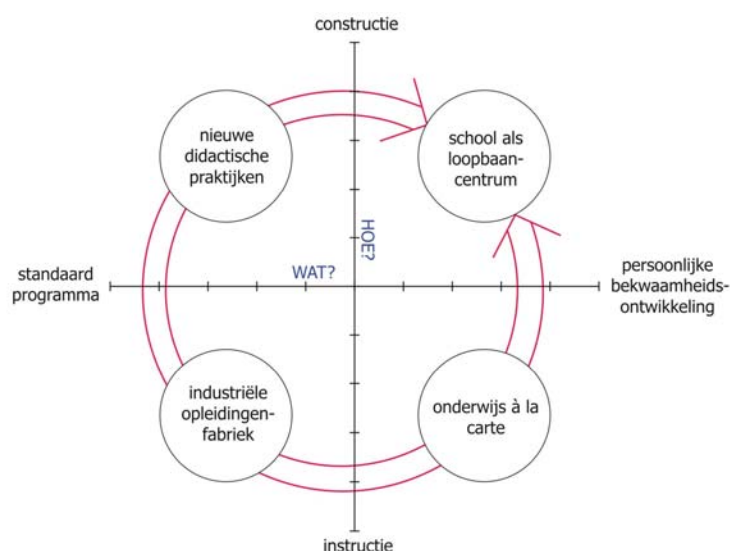 constructie
nieuwe
didactische
praktijken
school als
loopbaan-
centrum
HOE?
WAT?
standaard
programma
persoonlijke
bekwaamheids-
ontwikkeling
industriële
opleidingen-
fabriek
onderwijs à la
carte
instructie